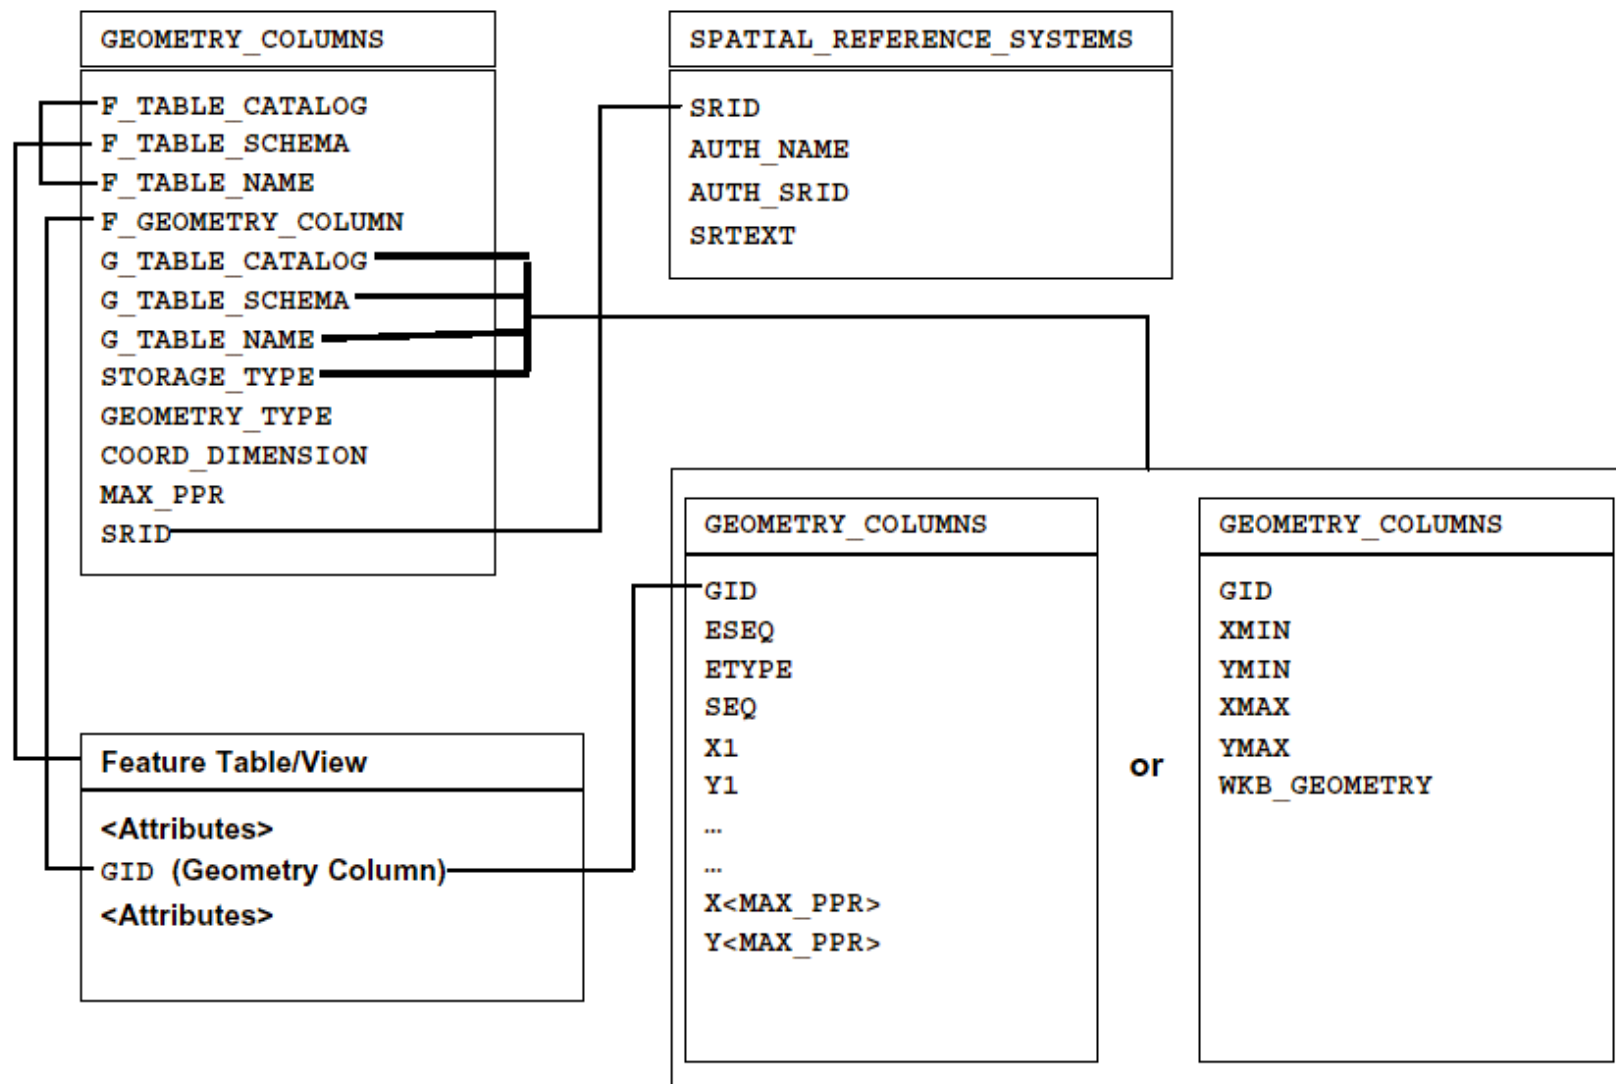 GEOMETRY_COLUMNS
F_TABLE_CATALOG
F_TABLE_SCHEMA
F_TABLE_NAME
F_GEOMETRY_COLUMN
G_TABLE_CATALOG
G_TABLE_SCHEMA
G_TABLE_NAME
STORAGE_TYPE
GEOMETRY_TYPE
COORD_DIMENSION
MAX_PPR
SRID
SPATIAL_REFERENCE_SYSTEMS
SRID
AUTH_NAME
AUTH_SRID
SRTEXT
Feature Table/View
<Attributes>
GID (Geometry Column)
<Attributes>
GEOMETRY_COLUMNS
GID
ESEQ
ETYPE
SEQ
X1
Y1
…
…
X<MAX_PPR>
Y<MAX_PPR>
or
GEOMETRY_COLUMNS
GID
XMIN
YMIN
XMAX
YMAX
WKB_GEOMETRY